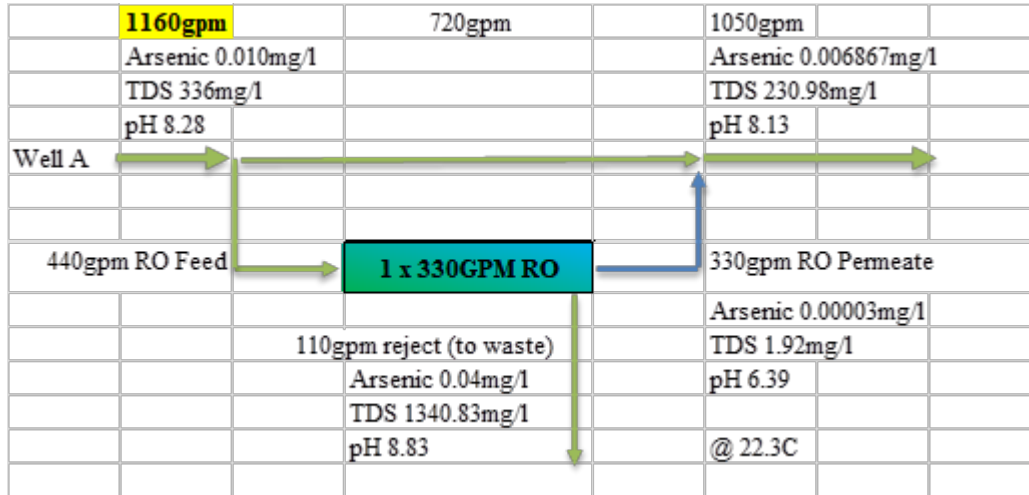 1160gpm 720gpm 1050gpm
Arsenic 0.010mg/l Arsenic 0.006867mg/l
TDS 336mg/l TDS 230.98mg/l
pH 8.28 pH 8.13
Well A
440gpm RO Feed 1 x 330GPM RO 330gpm RO Permeate
Arsenic 0.00003mg/l
110gpm reject (to waste) TDS 1.92mg/l
Arsenic 0.04mg/l pH 6.39
TDS 1340.83mg/l
pH 8.83 @ 22.3C